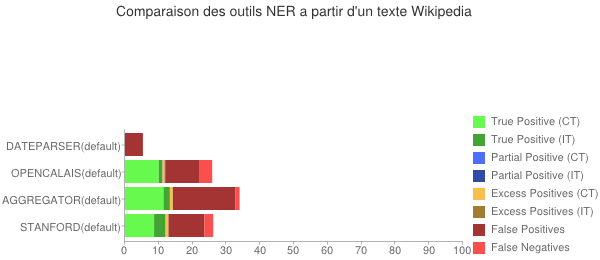 Comparaison des outils NER a partir d'un texte Wikipedia
DATEPARSER(default)
OPENCALAIS(default)
AGGREGATOR(default)
STANFORD(default)
0 10 20 30 40 50 60 70 80 90 100
True Positive (CT)
True Positive (IT)
Partial Positive (CT)
Partial Positive (IT)
Excess Positives (CT)
Excess Positives (IT)
False Positives
False Negatives